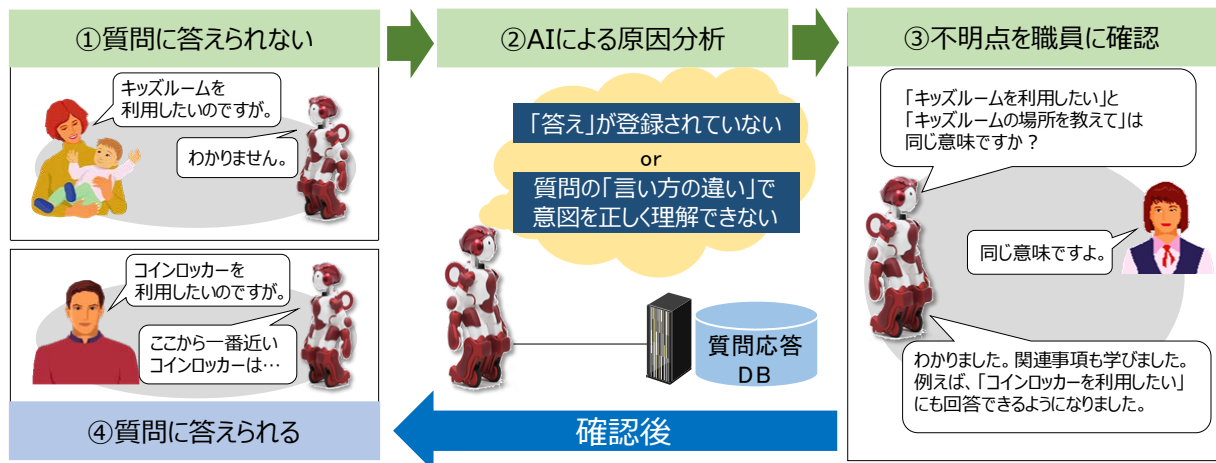 ①質問に答えられない
キッズルームを
利用したいのですが。
わかりません。
②AIによる原因分析
「答え」が登録されていない
or
質問の「言い方の違い」で
意図を正しく理解できない
質問応答
DB
③不明点を職員に確認
「キッズルームを利用したい」と
「キッズルームの場所を教えて」は
同じ意味ですか?
同じ意味ですよ。
わかりました。関連事項も学びました。
例えば、「コインロッカーを利用したい」
にも回答できるようになりました。
確認後
コインロッカーを
利用したいのですが。
ここから一番近い
コインロッカーは…
④質問に答えられる